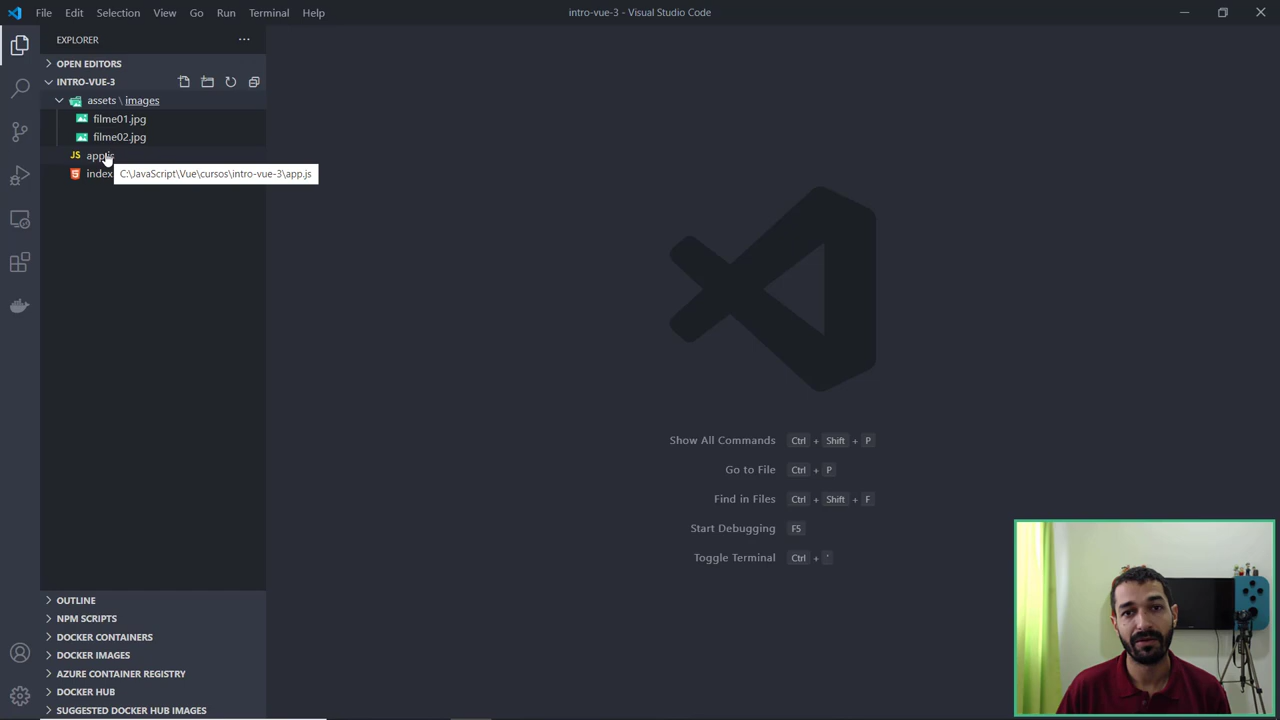 File Edit Selection View Go Run Terminal Help
intro-vue-3 - Visual Studio Code
EXPLORER
OPEN EDITORS
INTRO-VUE-3
assets \ images
filme01.jpg
filme02.jpg
JS
C:\JavaScript\Vue\cursos\intro-vue-3\app.js
index
Show All Commands Ctrl + Shift + P
Go to File Ctrl + P
Find in Files Ctrl + Shift + F
Start Debugging F5
Toggle Terminal Ctrl + '
OUTLINE
NPM SCRIPTS
DOCKER CONTAINERS
DOCKER IMAGES
AZURE CONTAINER REGISTRY
DOCKER HUB
SUGGESTED DOCKER HUB IMAGES